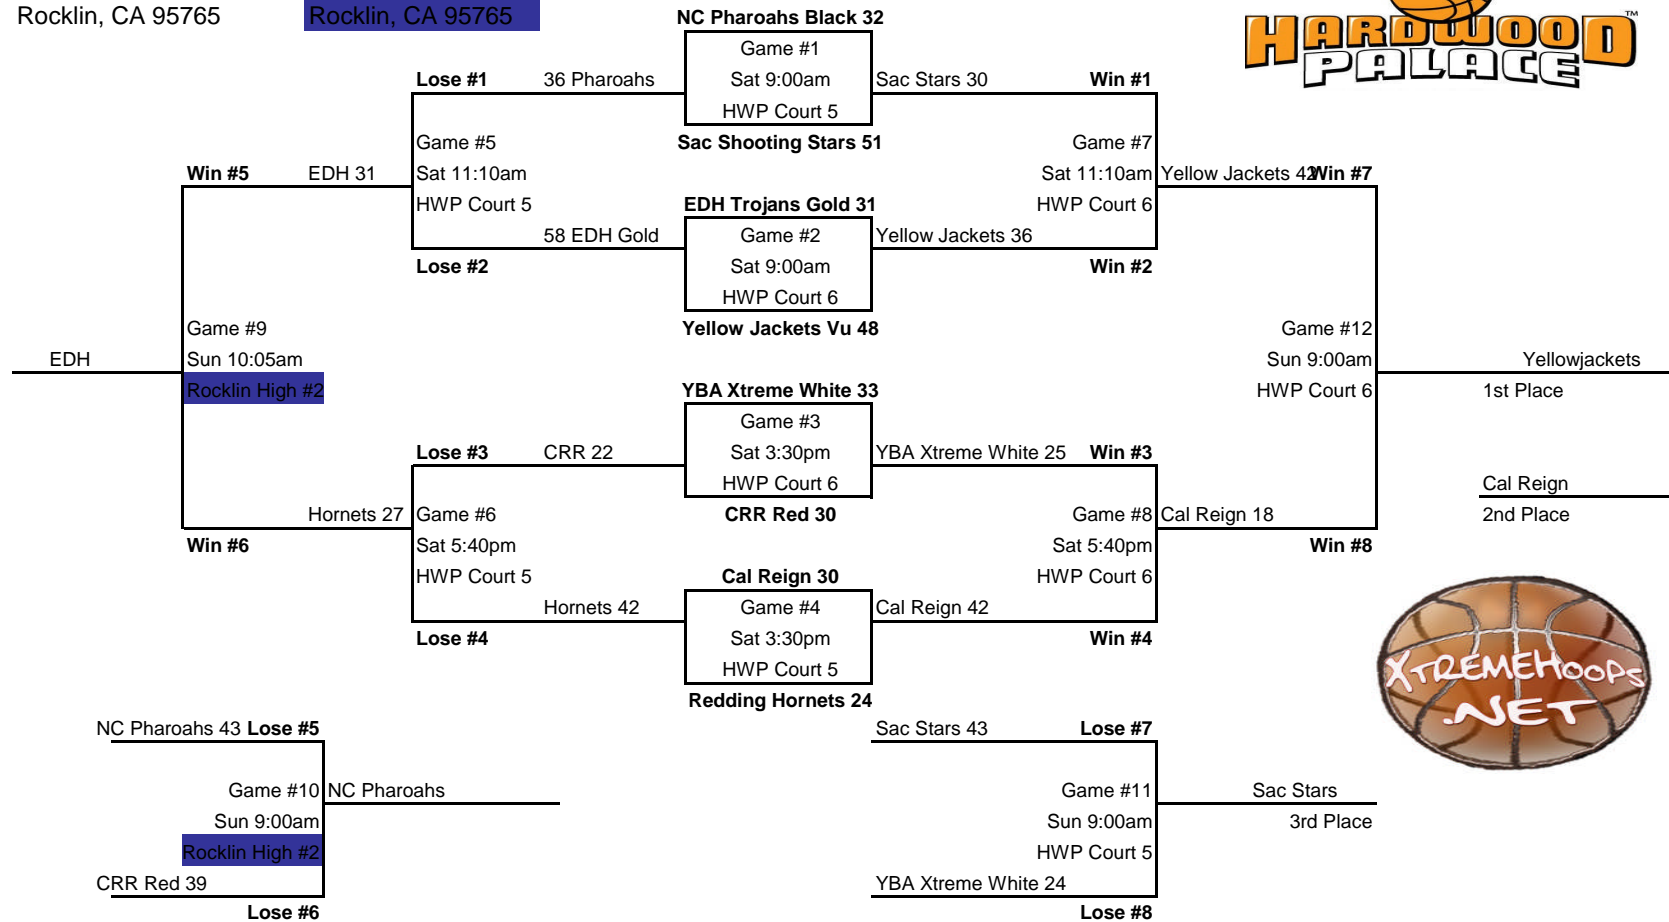 Rocklin, CA 95765
Rocklin, CA 95765
NC Pharoahs Black 32
HARDWOOD PALACE ™
Game #1
Lose #1
36 Pharoahs
Sat 9:00am
Sac Stars 30
Win #1
HWP Court 5
Game #5
Sac Shooting Stars 51
Game #7
Win #5
EDH 31
Sat 11:10am
Sat 11:10am
Yellow Jackets 42
Win #7
HWP Court 5
EDH Trojans Gold 31
HWP Court 6
58 EDH Gold
Game #2
Yellow Jackets 36
Lose #2
Sat 9:00am
Win #2
HWP Court 6
Game #9
Yellow Jackets Vu 48
Game #12
EDH
Sun 10:05am
Sun 9:00am
Yellowjackets
Rocklin High #2
YBA Xtreme White 33
HWP Court 6
1st Place
Game #3
Lose #3
CRR 22
Sat 3:30pm
YBA Xtreme White 25
Win #3
HWP Court 6
Cal Reign
Hornets 27
Game #6
CRR Red 30
Game #8
Cal Reign 18
2nd Place
Win #6
Sat 5:40pm
Sat 5:40pm
Win #8
HWP Court 5
Cal Reign 30
HWP Court 6
Hornets 42
Game #4
Cal Reign 42
Lose #4
Sat 3:30pm
Win #4
HWP Court 5
XTREMEHOOPS
.NET
Redding Hornets 24
NC Pharoahs 43
Lose #5
Sac Stars 43
Lose #7
Game #10
NC Pharoahs
Game #11
Sac Stars
Sun 9:00am
Sun 9:00am
3rd Place
Rocklin High #2
HWP Court 5
CRR Red 39
YBA Xtreme White 24
Lose #6
Lose #8